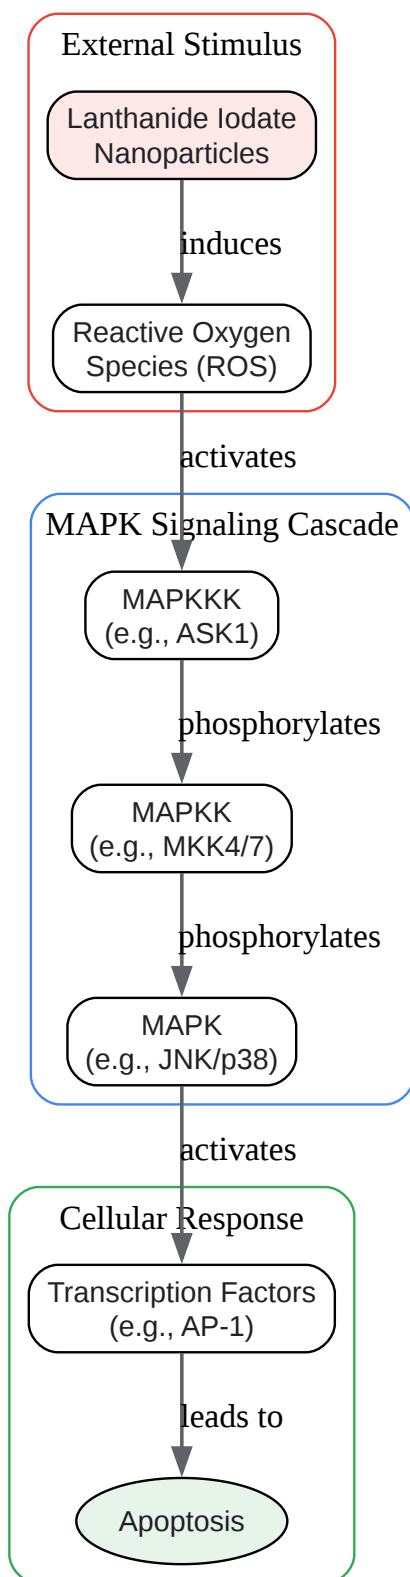 External Stimulus
Lanthanide Iodate
Nanoparticles
induces
Reactive Oxygen
Species (ROS)
activates
MAPK Signaling Cascade
MAPKKK
(e.g., ASK1)
phosphorylates
MAPKK
(e.g., MKK4/7)
phosphorylates
MAPK
(e.g., JNK/p38)
activates
Cellular Response
Transcription Factors
(e.g., AP-1)
leads to
Apoptosis